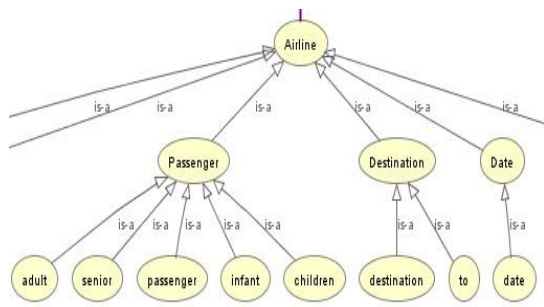 Airline
is-a is-a is-a is-a is-a is-a
Passenger Destination Date
is-a is-a is-a is-a is-a is-a is-a is-a
adult senior passenger infant children destination to date